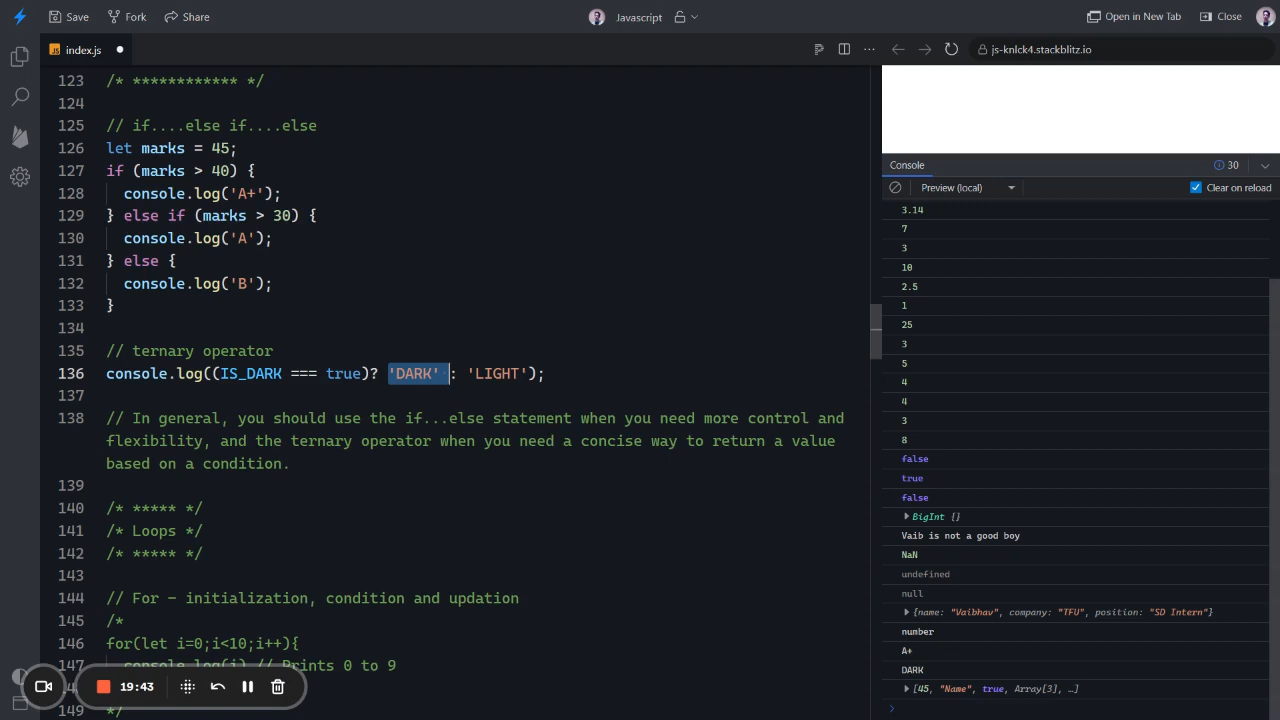 Save Fork Share Javascript Open in New Tab Close
JS index.js js-knlck4.stackblitz.io
123 /* ************ */
124
125 // if....else if....else
126 let marks = 45;
127 if (marks > 40) {
128 console.log('A+');
129 } else if (marks > 30) {
130 console.log('A');
131 } else {
132 console.log('B');
133 }
134
135 // ternary operator
136 console.log((IS_DARK === true)? 'DARK' : 'LIGHT');
137
138 // In general, you should use the if...else statement when you need more control and
flexibility, and the ternary operator when you need a concise way to return a value
based on a condition.
139
140 /* ***** */
141 /* Loops */
142 /* ***** */
143
144 // For - initialization, condition and updation
145 /*
146 for(let i=0;i<10;i++){
147 console.log(i) // Prints 0 to 9
149 */
19:43
Console 30
Preview (local) Clear on reload
3.14
7
3
10
2.5
1
25
3
5
4
4
3
8
false
true
false
BigInt {}
Vaib is not a good boy
NaN
undefined
null
{name: "Vaibhav", company: "TFU", position: "SD Intern"}
number
A+
DARK
[45, "Name", true, Array[3], …]